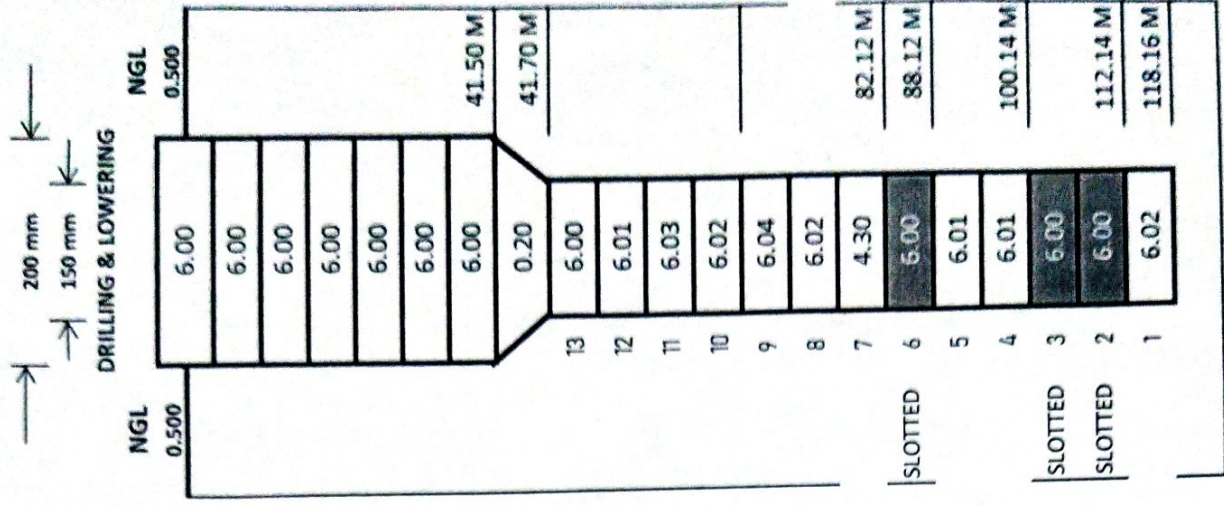 200 mm
150 mm
DRILLING & LOWERING
NGL NGL
0.500 0.500
6.00
6.00
6.00
6.00
6.00
6.00
6.00 41.50 M
0.20 41.70 M
13 6.00
12 6.01
11 6.03
10 6.02
9 6.04
8 6.02
7 4.30 82.12 M
SLOTTED 6 6.00 88.12 M
5 6.01
4 6.01 100.14 M
SLOTTED 3 6.00
SLOTTED 2 6.00 112.14 M
1 6.02 118.16 M